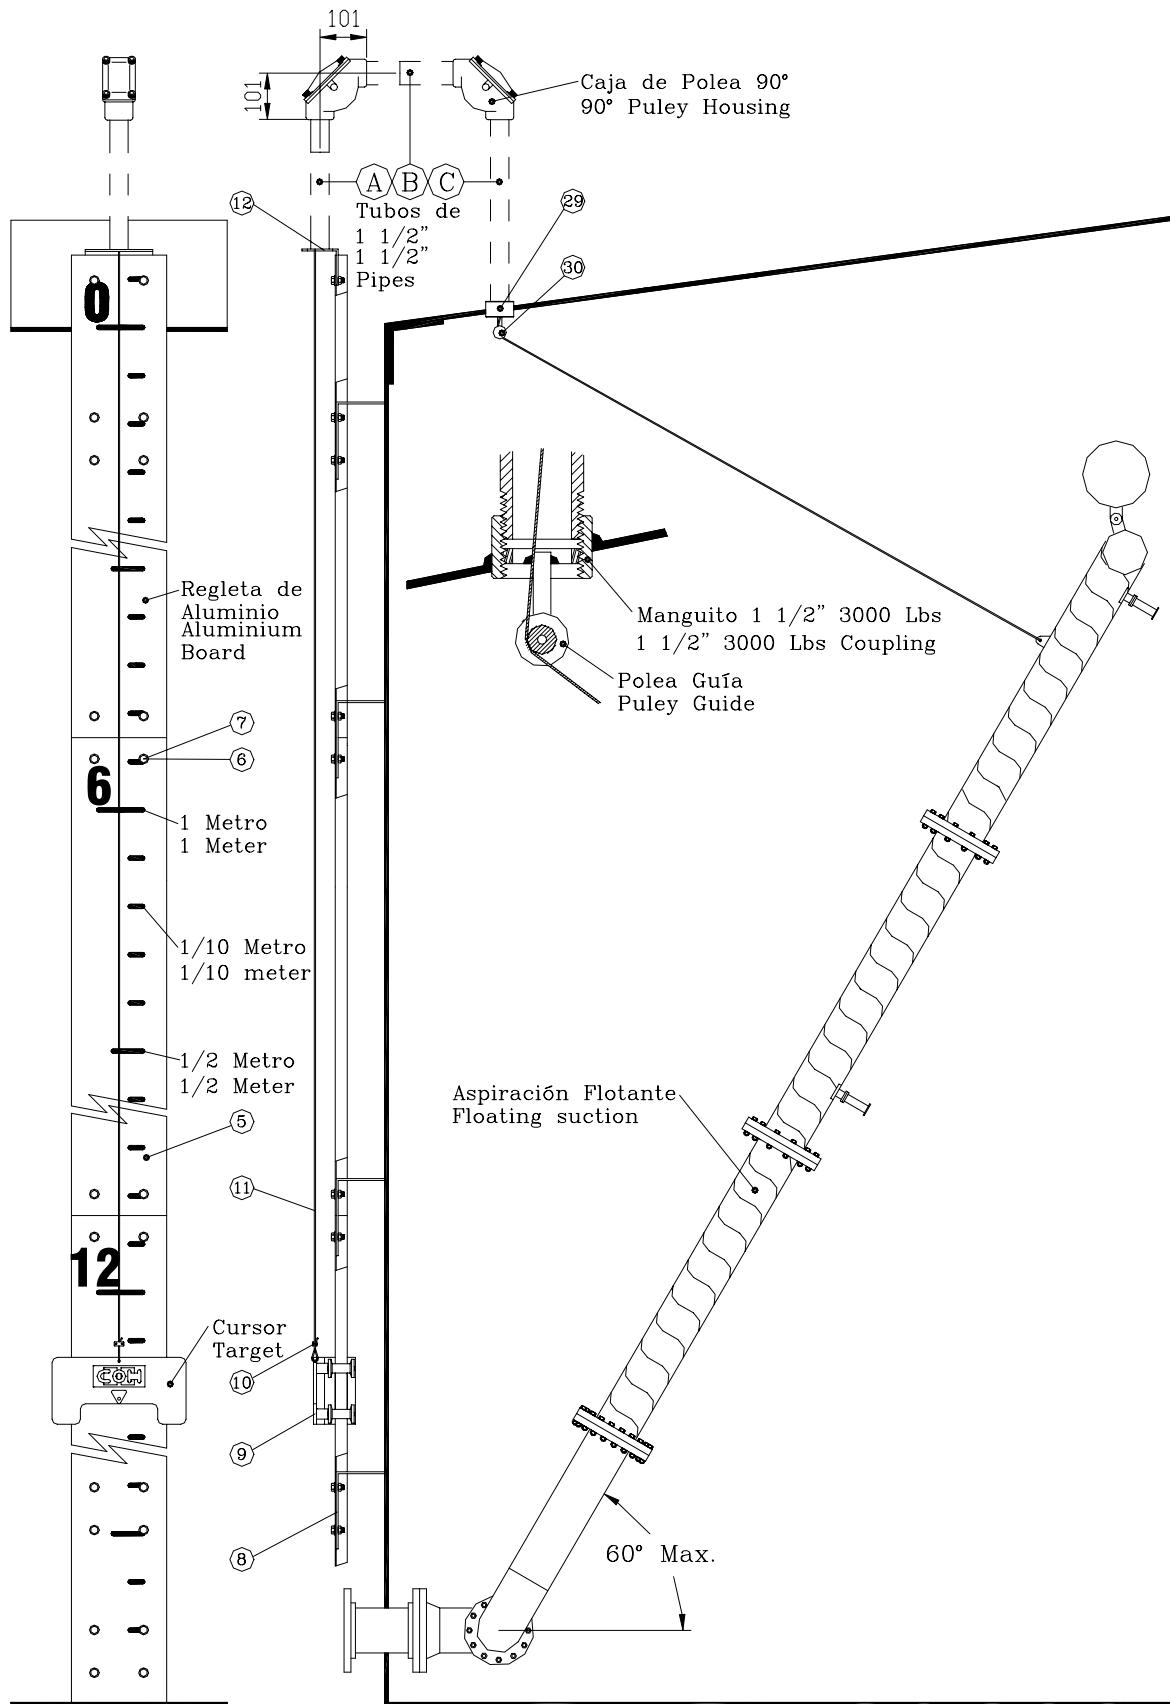 101
101
Caja de Polea 90°
90° Puley Housing
A B C
12
29
Tubos de
1 1/2"
1 1/2"
Pipes
30
0
Regleta de
Aluminio
Aluminium
Board
Manguito 1 1/2" 3000 Lbs
1 1/2" 3000 Lbs Coupling
Polea Guía
Puley Guide
7
6
6
1 Metro
1 Meter
1/10 Metro
1/10 meter
1/2 Metro
1/2 Meter
Aspiración Flotante
Floating suction
5
11
12
Cursor
Target
10
9
8
60° Max.